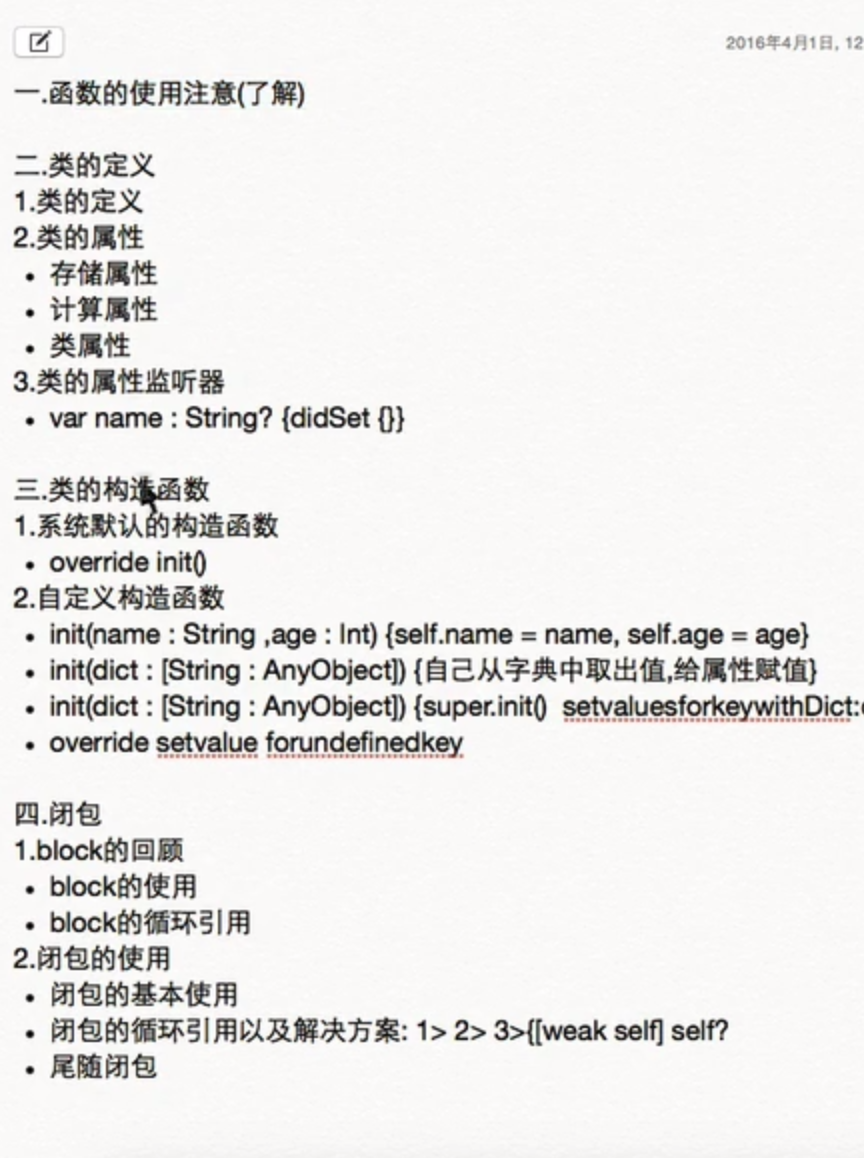 2016年4月1日, 12
一.函数的使用注意(了解)
二.类的定义
1.类的定义
2.类的属性
• 存储属性
• 计算属性
• 类属性
3.类的属性监听器
• var name : String? {didSet {}}
三.类的构造函数
1.系统默认的构造函数
• override init()
2.自定义构造函数
• init(name : String ,age : Int) {self.name = name, self.age = age}
• init(dict : [String : AnyObject]) {自己从字典中取出值,给属性赋值}
• init(dict : [String : AnyObject]) {super.init()  setvaluesforkeywithDict:
• override setvalue forundefinedkey
四.闭包
1.block的回顾
• block的使用
• block的循环引用
2.闭包的使用
• 闭包的基本使用
• 闭包的循环引用以及解决方案: 1> 2> 3>{[weak self] self?
• 尾随闭包